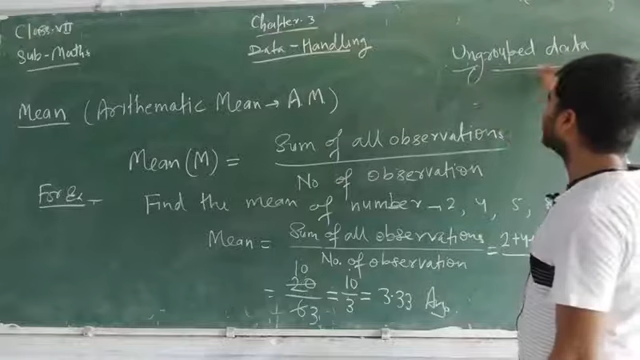 Class-VII
Sub-Maths
Chapter-3
Data-Handling
Ungrouped data
Mean (Arithematic Mean → A.M)
Mean (M) = Sum of all observations
No of observation
For Ex -
Find the mean of number - 2, 4, 5,
Mean = Sum of all observations = 2+4
No. of observation
10
= 20 = 10 = 3.33 Ans
63 3